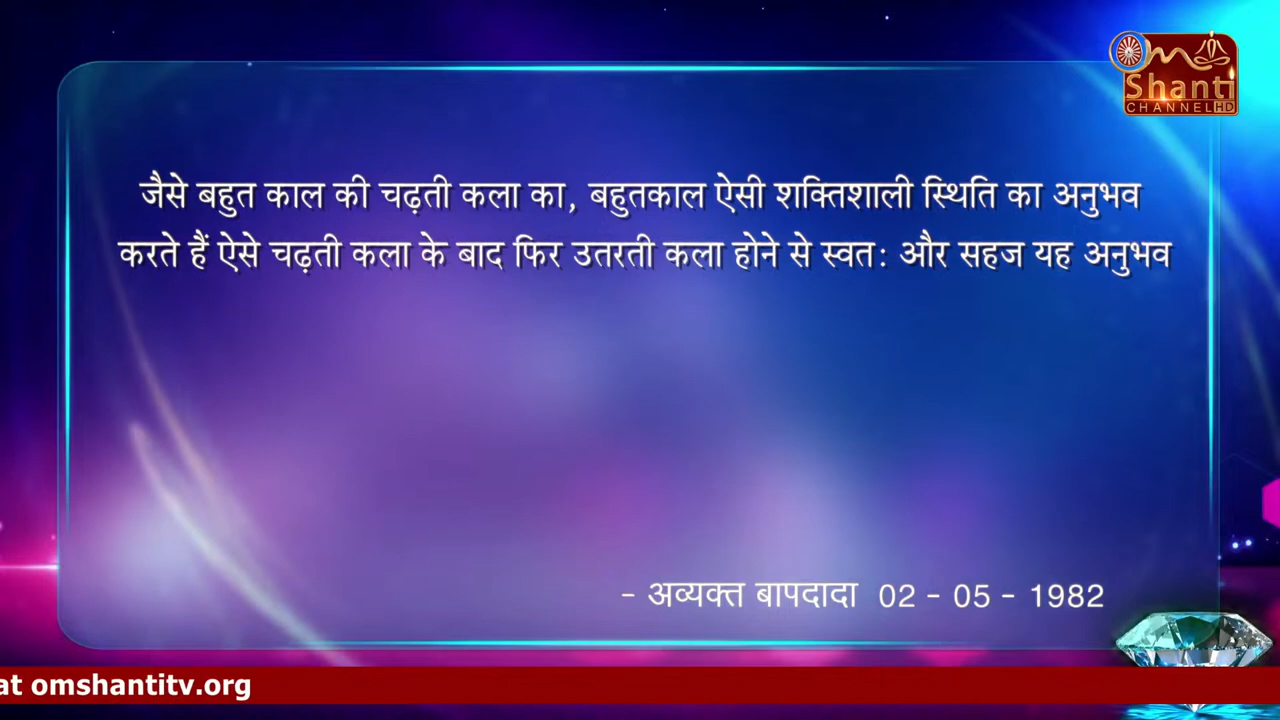 Om
Shanti
CHANNEL HD
जैसे बहुत काल की चढ़ती कला का, बहुतकाल ऐसी शक्तिशाली स्थिति का अनुभव
करते हैं ऐसे चढ़ती कला के बाद फिर उतरती कला होने से स्वत: और सहज यह अनुभव
- अव्यक्त बापदादा 02 - 05 - 1982
at omshantitv.org